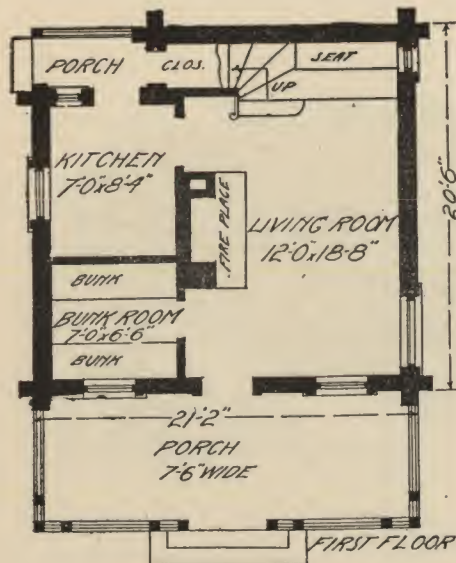 PORCH
CLOS.
SEAT
UP
KITCHEN
7'-0"x8'-4"
FIRE PLACE
LIVING ROOM
12'-0"x18'-8"
20'-6"
BUNK
BUNK ROOM
7'-0"x6'-6"
BUNK
21'-2"
PORCH
7'-6" WIDE
FIRST FLOOR